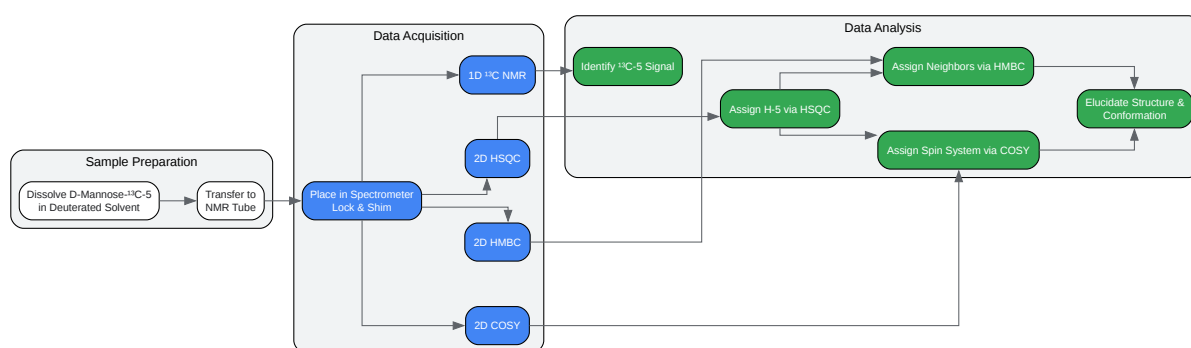 Sample Preparation
Dissolve D-Mannose-¹³C-5
in Deuterated Solvent
Transfer to
NMR Tube
Data Acquisition
Place in Spectrometer
Lock & Shim
1D ¹³C NMR
2D HSQC
2D HMBC
2D COSY
Data Analysis
Identify ¹³C-5 Signal
Assign H-5 via HSQC
Assign Neighbors via HMBC
Assign Spin System via COSY
Elucidate Structure &
Conformation